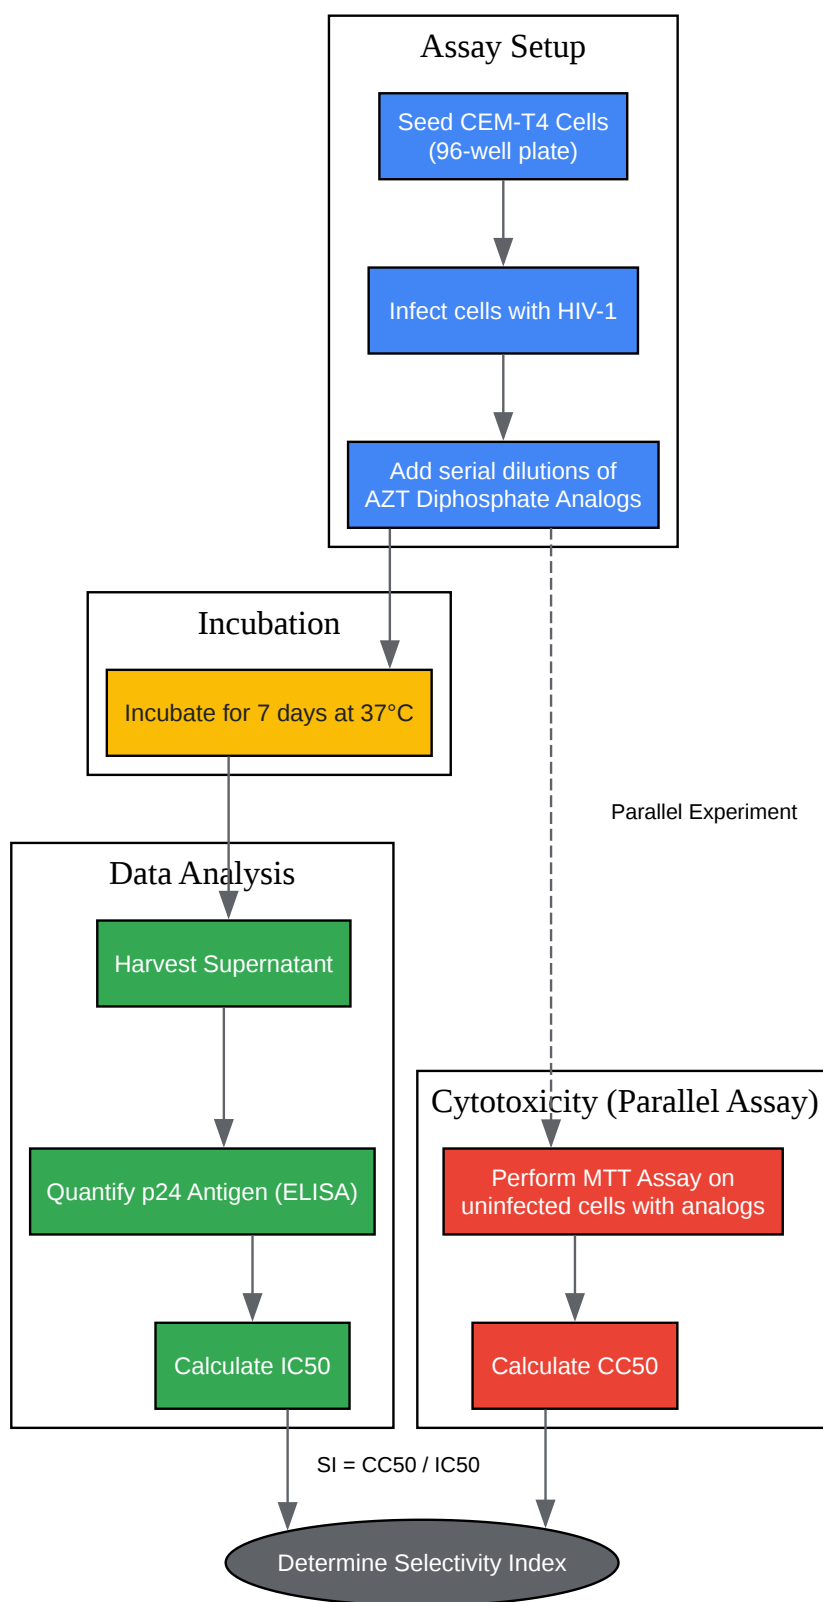 Assay Setup
Seed CEM-T4 Cells
(96-well plate)
Infect cells with HIV-1
Add serial dilutions of
AZT Diphosphate Analogs
Incubation
Incubate for 7 days at 37°C
Parallel Experiment
Data Analysis
Harvest Supernatant
Quantify p24 Antigen (ELISA)
Calculate IC50
Cytotoxicity (Parallel Assay)
Perform MTT Assay on
uninfected cells with analogs
Calculate CC50
SI = CC50 / IC50
Determine Selectivity Index